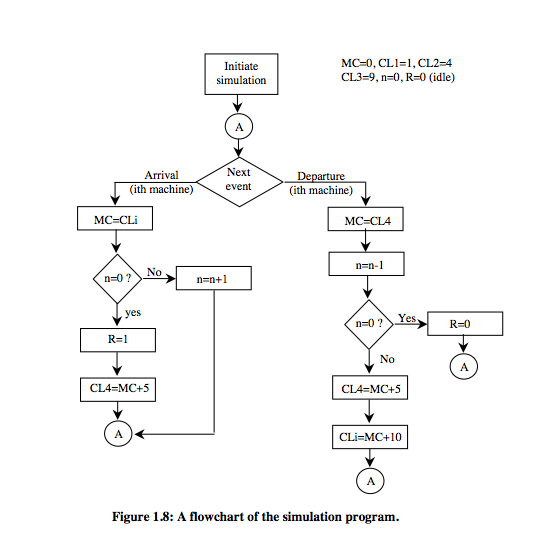 Initiate
simulation
MC=0, CL1=1, CL2=4
CL3=9, n=0, R=0 (idle)
A
Next
event
Arrival
(ith machine)
Departure
(ith machine)
MC=CLi
MC=CL4
n=0 ?
No
n=n+1
n=n-1
yes
R=1
n=0 ?
Yes
R=0
A
No
CL4=MC+5
CL4=MC+5
A
CLi=MC+10
A
Figure 1.8: A flowchart of the simulation program.